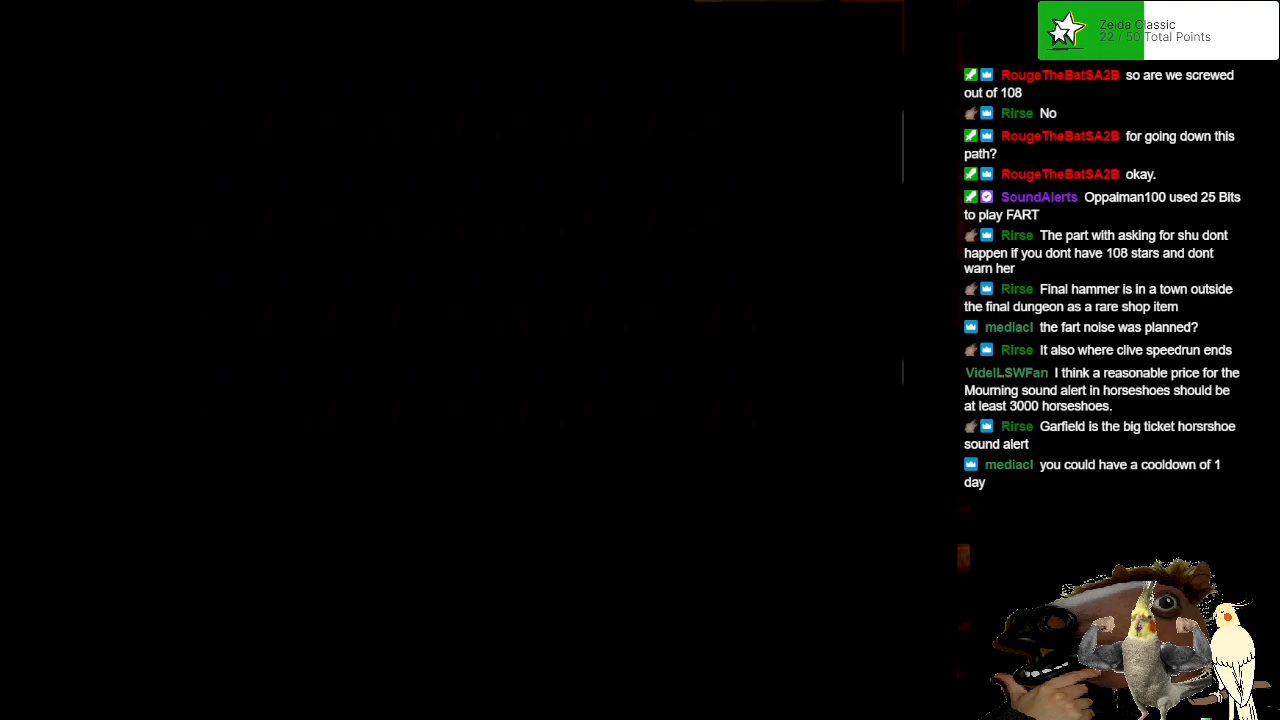 Zelda Classic
22 / 50 Total Points
RougeTheBatSA2B so are we screwed
out of 108
Rirse No
RougeTheBatSA2B for going down this
path?
RougeTheBatSA2B okay.
SoundAlerts Oppaiman100 used 25 Bits
to play FART
Rirse The part with asking for shu dont
happen if you dont have 108 stars and dont
warn her
Rirse Final hammer is in a town outside
the final dungeon as a rare shop item
mediacl the fart noise was planned?
Rirse It also where clive speedrun ends
VidelLSWFan I think a reasonable price for the
Mourning sound alert in horseshoes should be
at least 3000 horseshoes.
Rirse Garfield is the big ticket horsrshoe
sound alert
mediacl you could have a cooldown of 1
day